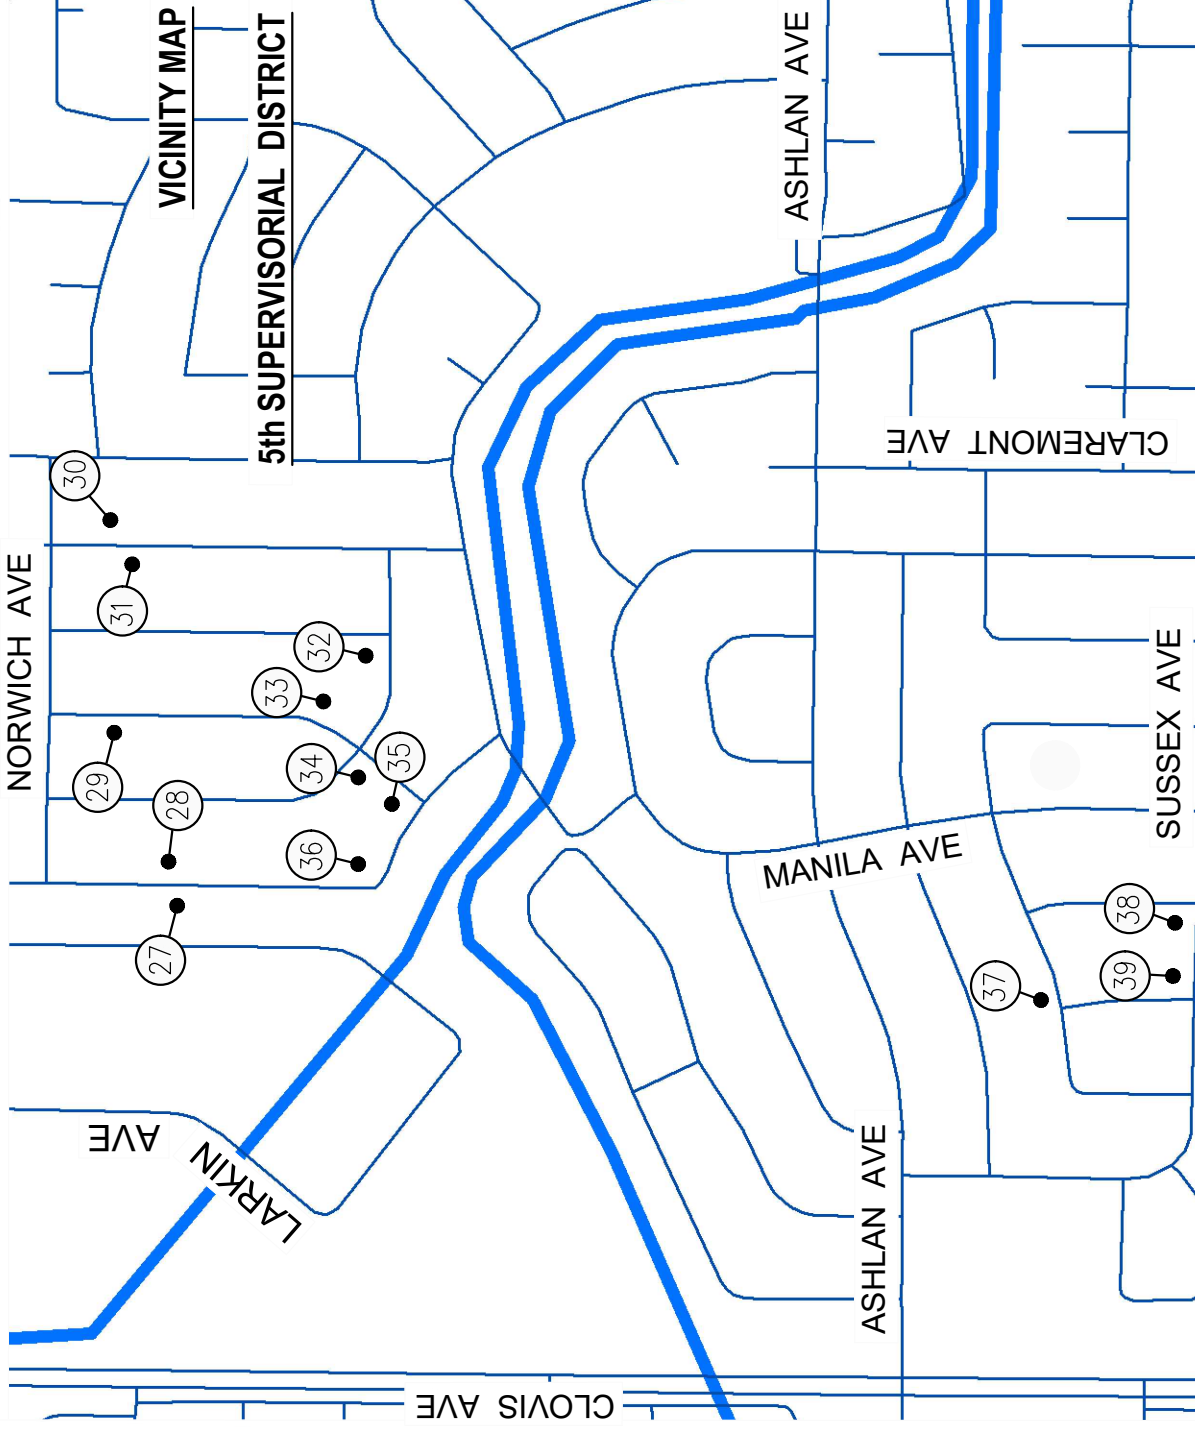 VICINITY MAP
5th SUPERVISORIAL DISTRICT
NORWICH AVE
30
31
32
33
29
28
34
35
36
27
LARKIN AVE
CLOVIS AVE
ASHLAN AVE
CLAREMONT AVE
SUSSEX AVE
MANILA AVE
38
37
39
ASHLAN AVE